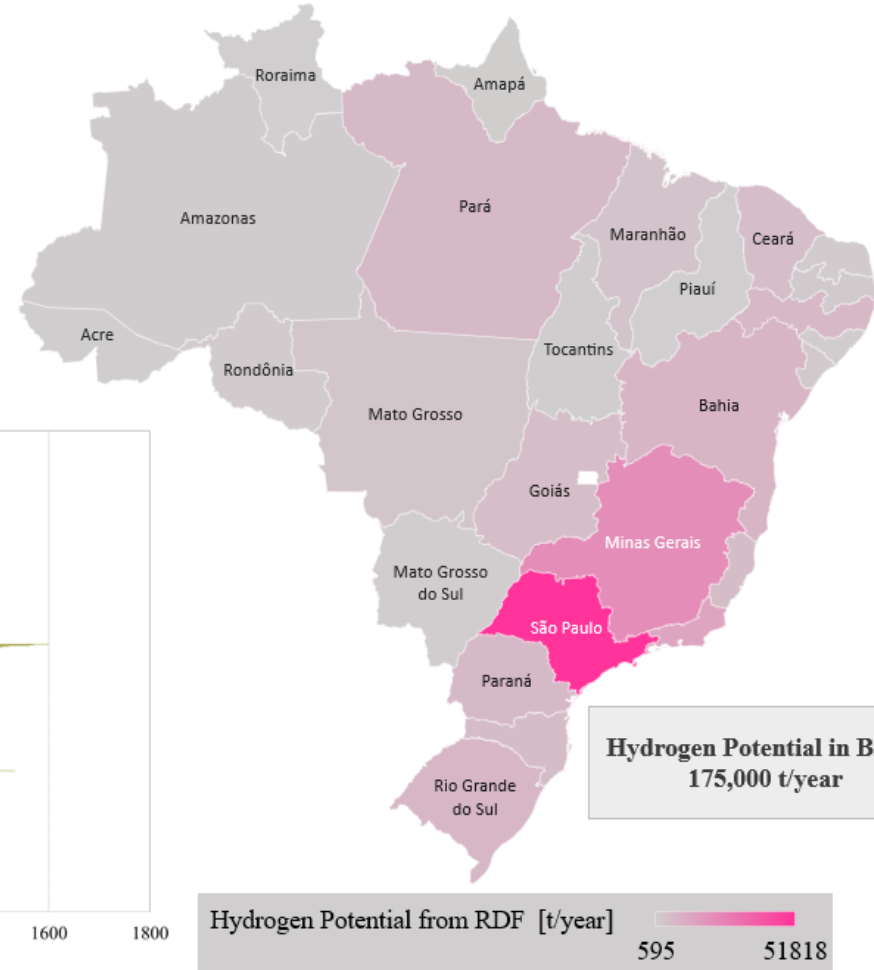 Roraima
Amapá
Amazonas
Pará
Maranhão
Ceará
Piauí
Acre
Rondônia
Tocantins
Mato Grosso
Bahia
Goiás
Minas Gerais
Mato Grosso
do Sul
São Paulo
Paraná
Hydrogen Potential in B
175,000 t/year
Rio Grande
do Sul
Hydrogen Potential from RDF [t/year]
595 51818
1600 1800